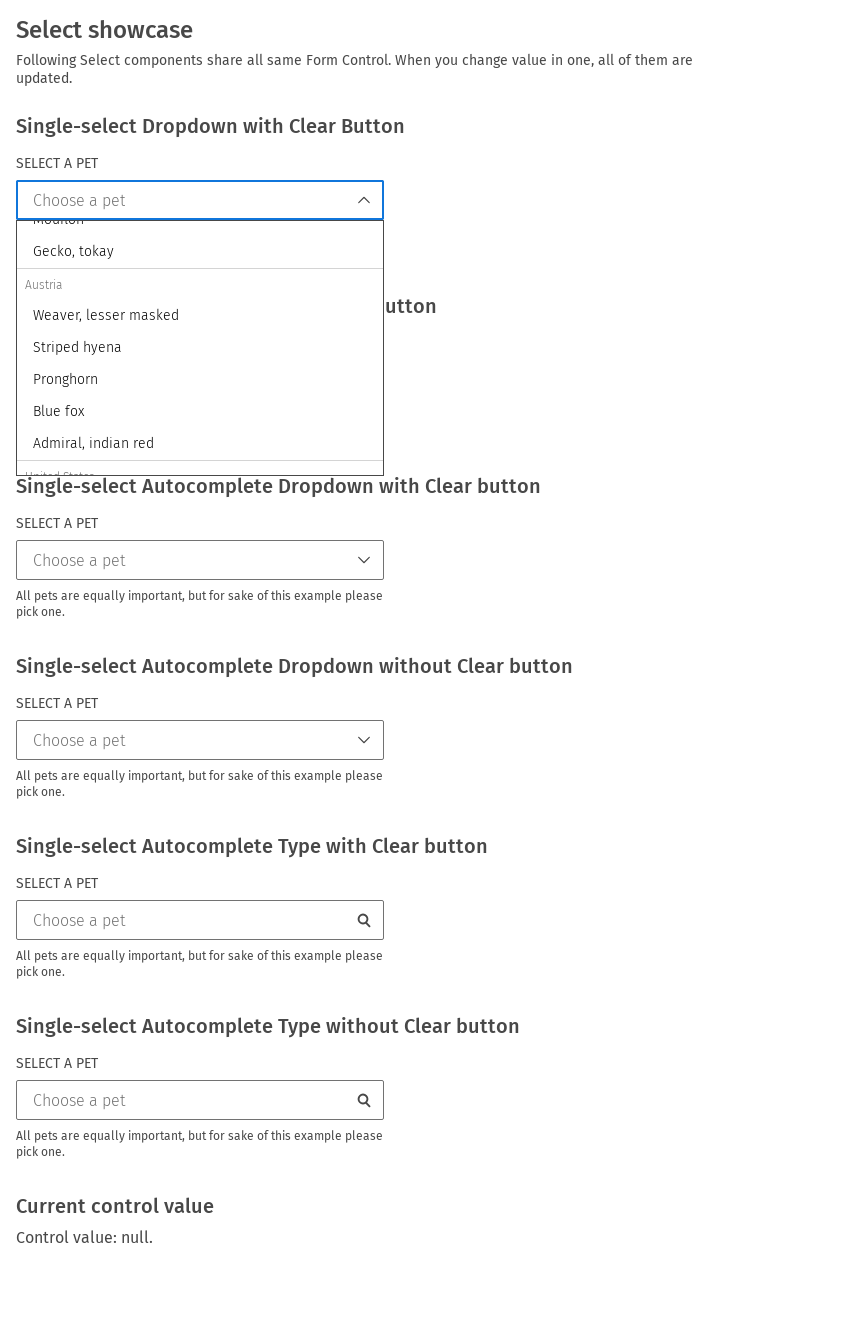 Select showcase
Following Select components share all same Form Control. When you change value in one, all of them are
updated.
Single-select Dropdown with Clear Button
SELECT A PET
Choose a pet
Gecko, tokay
Austria
utton
Weaver, lesser masked
Striped hyena
Pronghorn
Blue fox
Admiral, indian red
United States
Single-select Autocomplete Dropdown with Clear button
SELECT A PET
Choose a pet
All pets are equally important, but for sake of this example please
pick one.
Single-select Autocomplete Dropdown without Clear button
SELECT A PET
Choose a pet
All pets are equally important, but for sake of this example please
pick one.
Single-select Autocomplete Type with Clear button
SELECT A PET
Choose a pet
All pets are equally important, but for sake of this example please
pick one.
Single-select Autocomplete Type without Clear button
SELECT A PET
Choose a pet
All pets are equally important, but for sake of this example please
pick one.
Current control value
Control value: null.